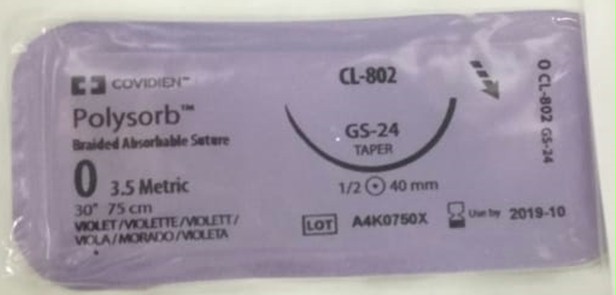 COVIDIEN™
Polysorb™
Braided Absorbable Suture
0 3.5 Metric
30" 75 cm
VIOLET / VIOLETTE / VIOLETT /
VIOLA / MORADO / VIOLETA
CL-802
GS-24
TAPER
1/2 40 mm
LOT A4K0750X
Use by 2019-10
0 CL-802 GS-24